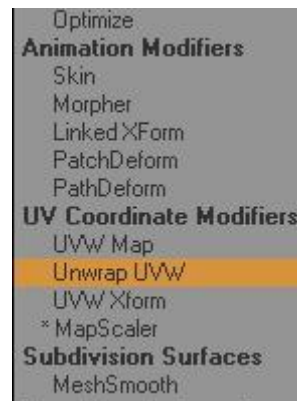 Optimize
Animation Modifiers
Skin
Morpher
Linked XForm
PatchDeform
PathDeform
UV Coordinate Modifiers
UVW Map
Unwrap UVW
UVW Xform
* MapScaler
Subdivision Surfaces
MeshSmooth